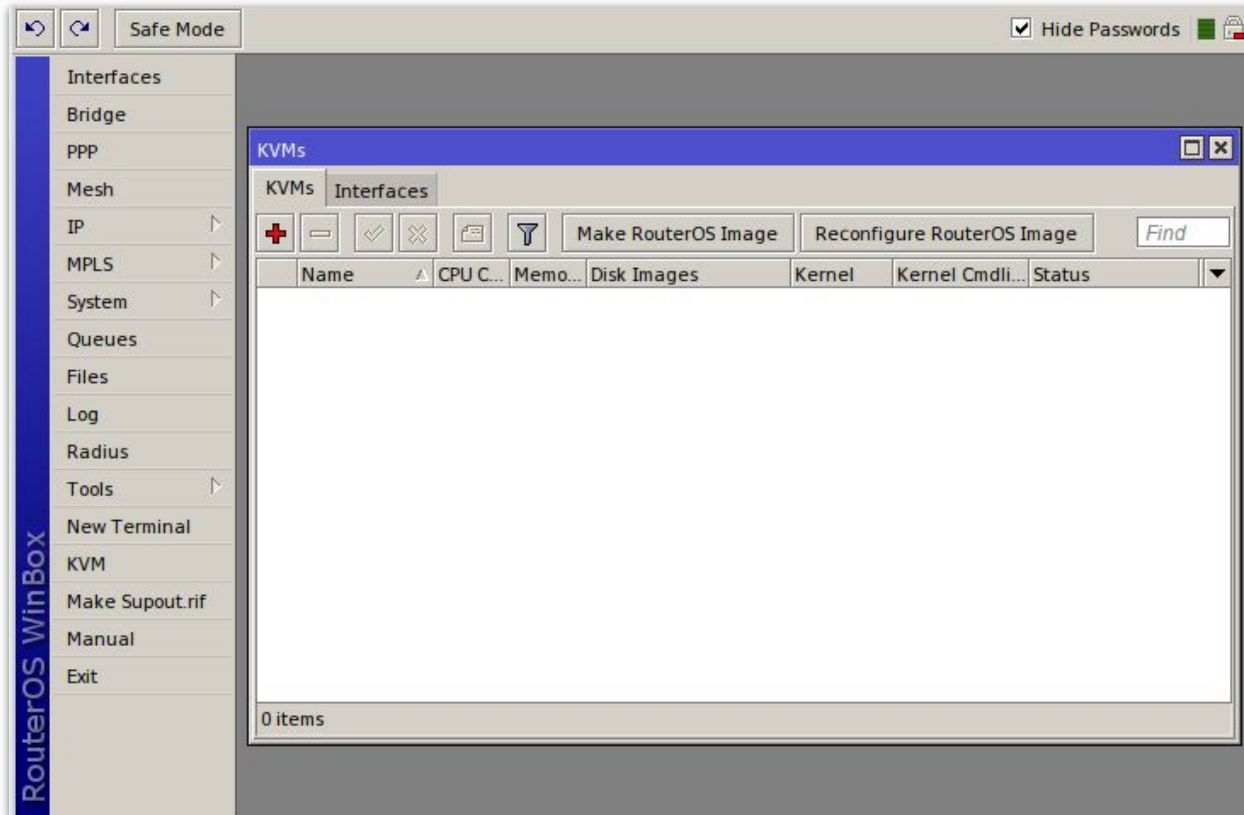 Safe Mode
Hide Passwords
RouterOS WinBox
Interfaces
Bridge
PPP
Mesh
IP
MPLS
System
Queues
Files
Log
Radius
Tools
New Terminal
KVM
Make Supout.rif
Manual
Exit
KVMs
KVMs Interfaces
Make RouterOS Image Reconfigure RouterOS Image Find
Name CPU C... Memo... Disk Images Kernel Kernel Cmdli... Status
0 items